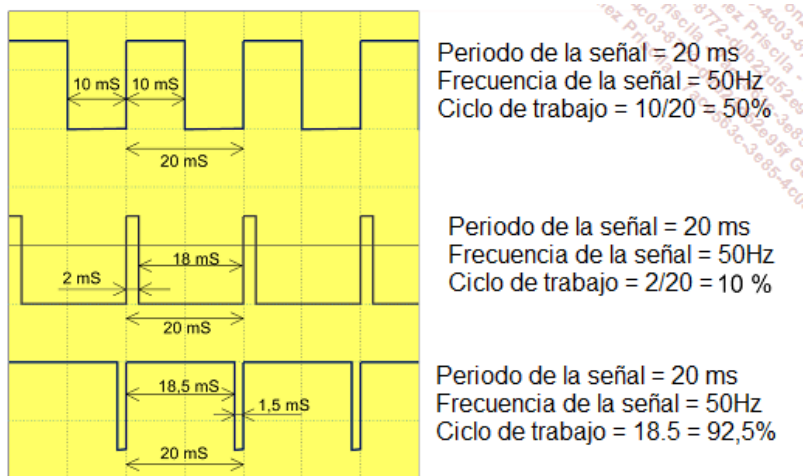 10 mS 10 mS
20 mS
Periodo de la señal = 20 ms
Frecuencia de la señal = 50Hz
Ciclo de trabajo = 10/20 = 50%
2 mS
18 mS
20 mS
Periodo de la señal = 20 ms
Frecuencia de la señal = 50Hz
Ciclo de trabajo = 2/20 = 10 %
18,5 mS
1,5 mS
20 mS
Periodo de la señal = 20 ms
Frecuencia de la señal = 50Hz
Ciclo de trabajo = 18.5 = 92,5%